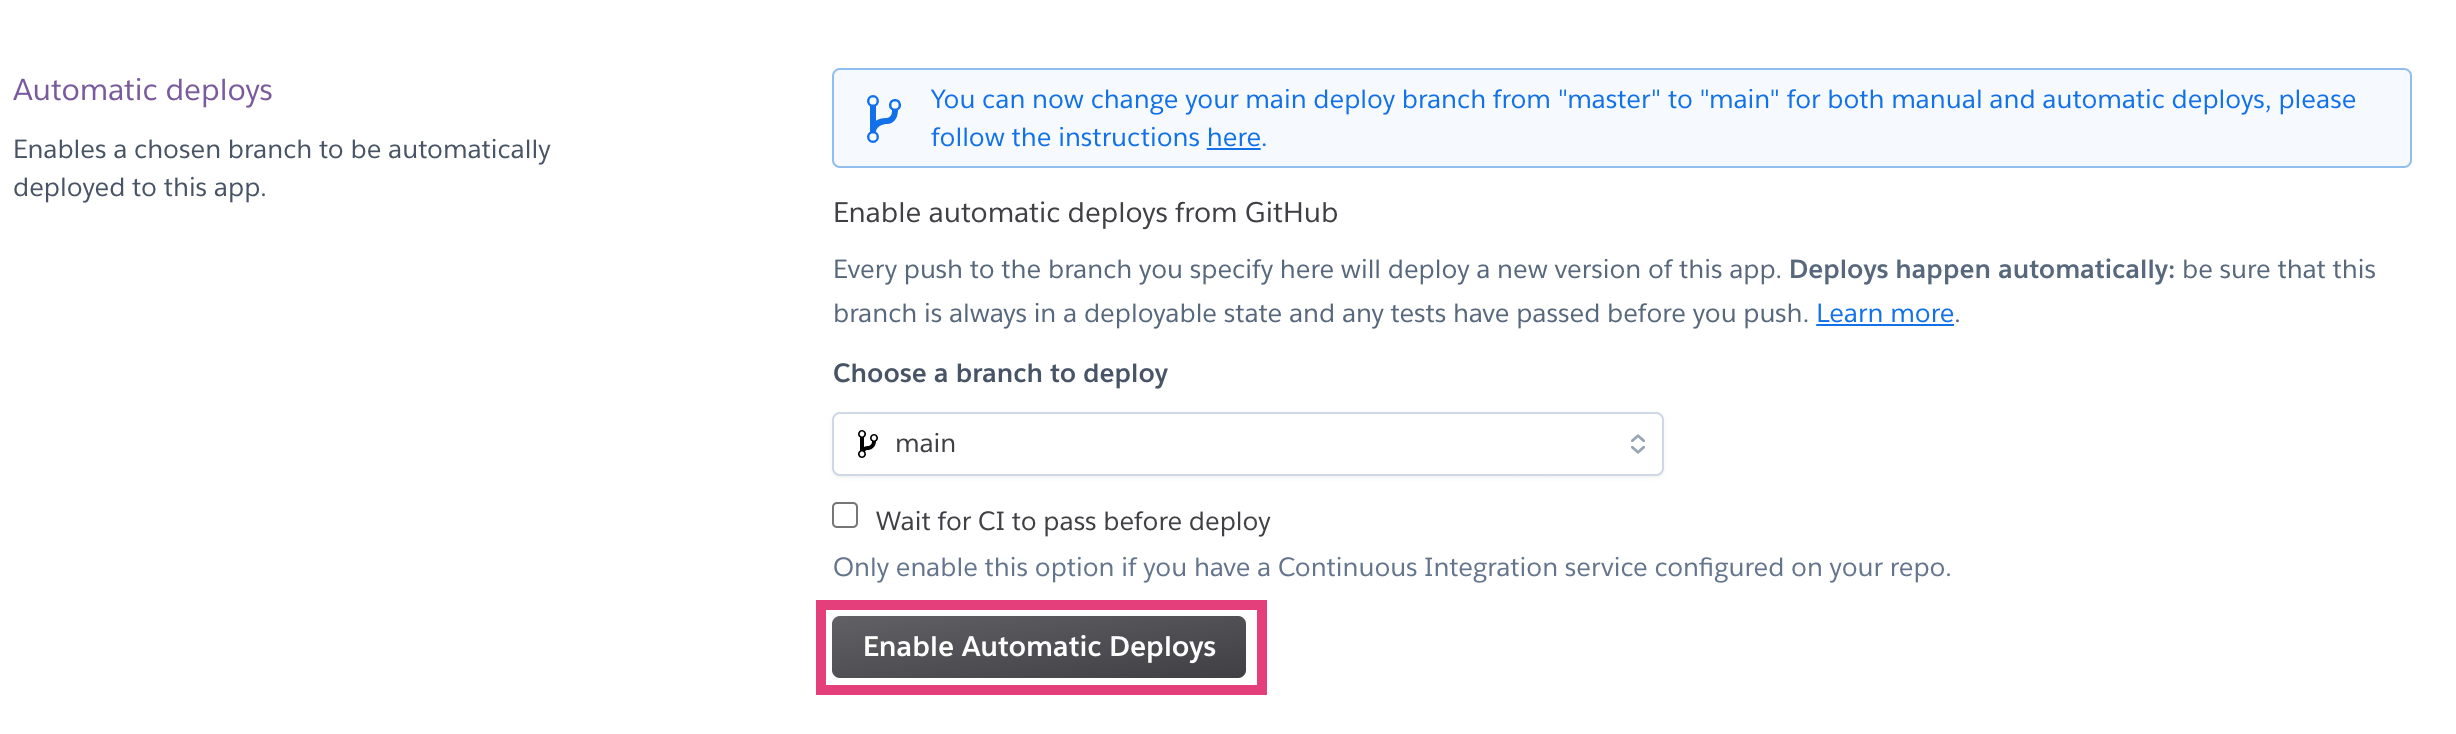 Automatic deploys
Enables a chosen branch to be automatically
deployed to this app.
You can now change your main deploy branch from "master" to "main" for both manual and automatic deploys, please
follow the instructions here.
Enable automatic deploys from GitHub
Every push to the branch you specify here will deploy a new version of this app. Deploys happen automatically: be sure that this
branch is always in a deployable state and any tests have passed before you push. Learn more.
Choose a branch to deploy
main
Wait for CI to pass before deploy
Only enable this option if you have a Continuous Integration service configured on your repo.
Enable Automatic Deploys